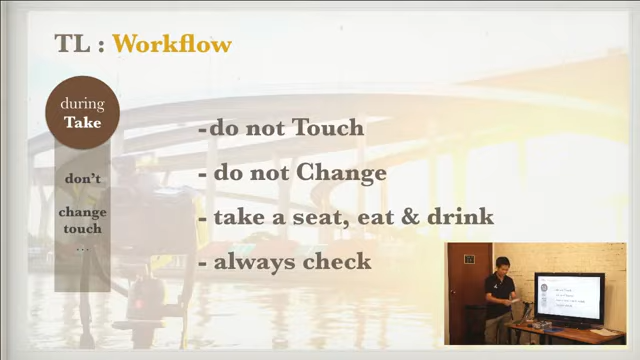 TL : Workflow
during
Take
don't
change
touch
...
- do not Touch
- do not Change
- take a seat, eat & drink
- always check